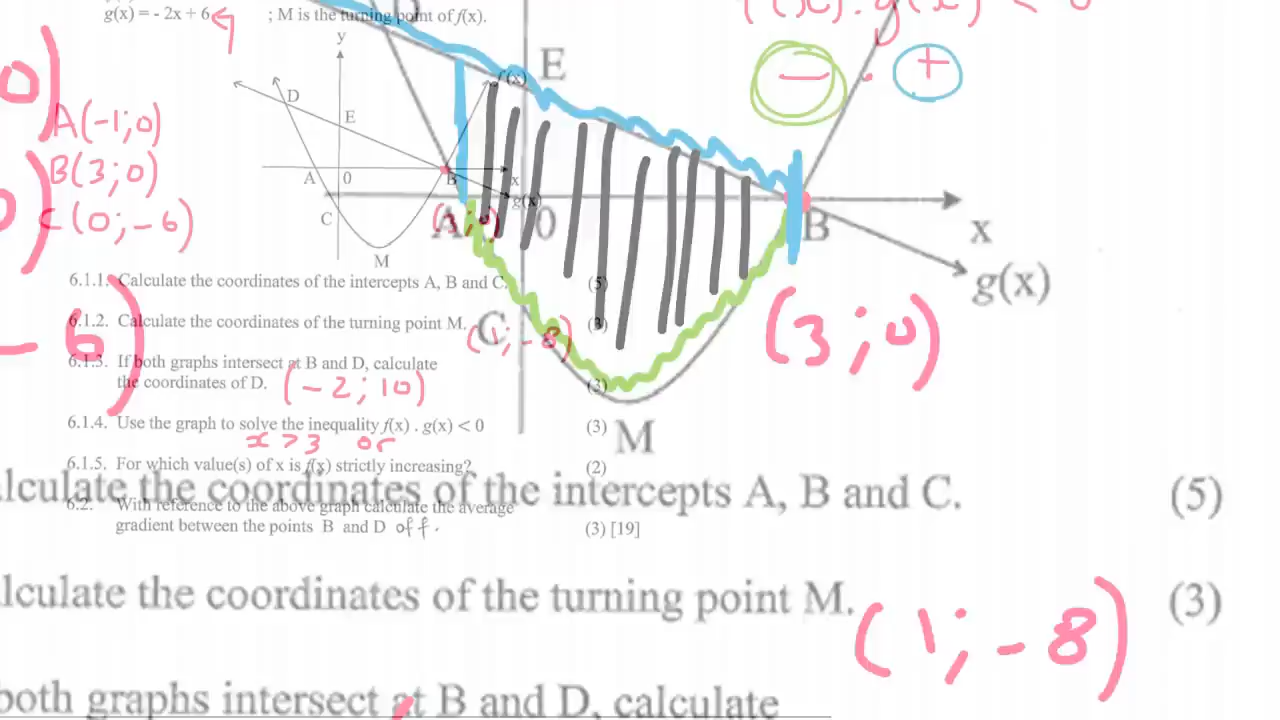 g(x) = - 2x + 6 ; M is the turning point of f(x).
f(x) . g(x) < 0
- . +
y
E
f(x)
D
E
A(-1;0)
B(3;0)
C(0;-6)
A
0
B
x
g(x)
C
M
A
0
B
x
g(x)
(3;0)
C
M
-6)
6.1.1. Calculate the coordinates of the intercepts A, B and C. (5)
6.1.2. Calculate the coordinates of the turning point M. (3)
(1;-8)
6.1.3. If both graphs intersect at B and D, calculate
the coordinates of D. (-2;10) (3)
6.1.4. Use the graph to solve the inequality f(x) . g(x) < 0 (3)
x > 3 or
6.1.5. For which value(s) of x is f(x) strictly increasing? (2)
6.2. With reference to the above graph calculate the average
gradient between the points B and D of f. (3) [19]
lculate the coordinates of the intercepts A, B and C. (5)
lculate the coordinates of the turning point M. (3)
(1;-8)
both graphs intersect at B and D, calculate